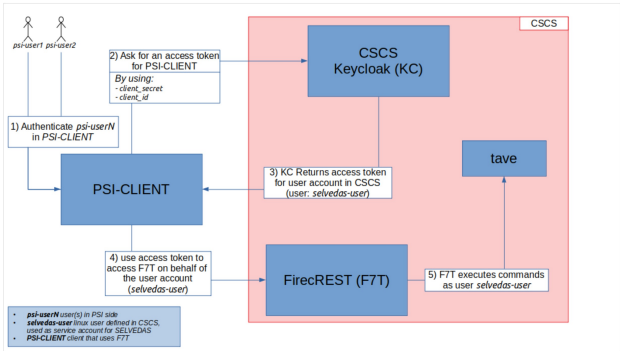 psi-user1 psi-user2
CSCS
2) Ask for an access token
for PSI-CLIENT
By using:
- client_secret
- client_id
CSCS
Keycloak (KC)
1) Authenticate psi-userN
in PSI-CLIENT
tave
PSI-CLIENT
3) KC Returns access token
for user account in CSCS
(user: selvedas-user)
4) use access token to
access F7T on behalf of
the user account
(selvedas-user)
FirecREST (F7T)
5) F7T executes commands
as user selvedas-user
• psi-userN user(s) in PSI side
• selvedas-user linux user defined in CSCS,
used as service account for SELVEDAS
• PSI-CLIENT client that uses F7T